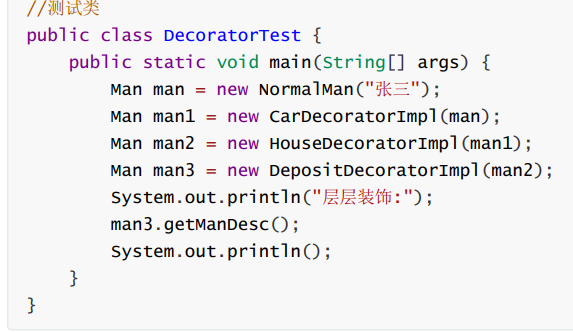 //测试类
public class DecoratorTest {
    public static void main(String[] args) {
        Man man = new NormalMan("张三");
        Man man1 = new CarDecoratorImpl(man);
        Man man2 = new HouseDecoratorImpl(man1);
        Man man3 = new DepositDecoratorImpl(man2);
        System.out.println("层层装饰:");
        man3.getManDesc();
        System.out.println();
    }
}